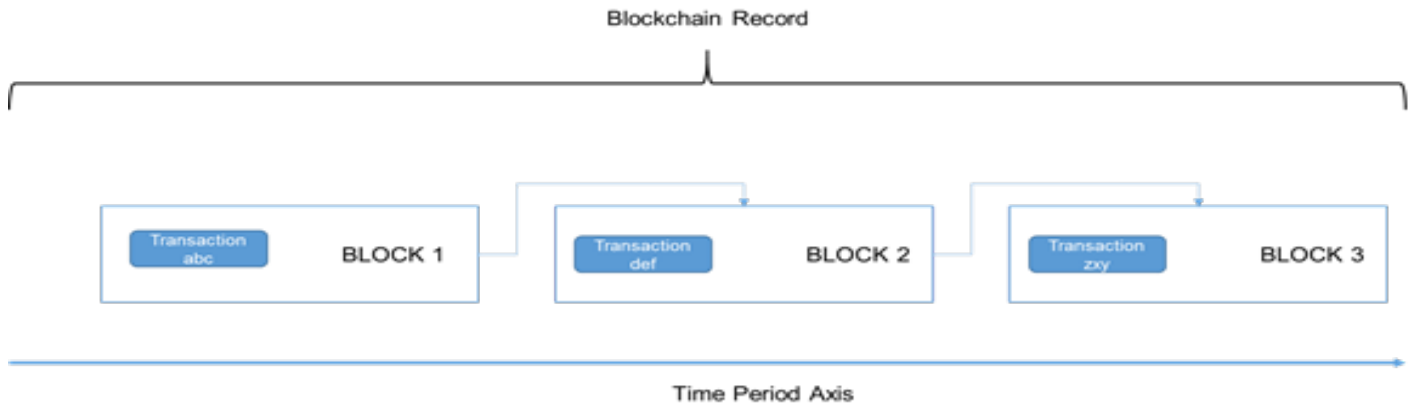 Blockchain Record
Transaction
abc
BLOCK 1
Transaction
def
BLOCK 2
Transaction
zxy
BLOCK 3
Time Period Axis